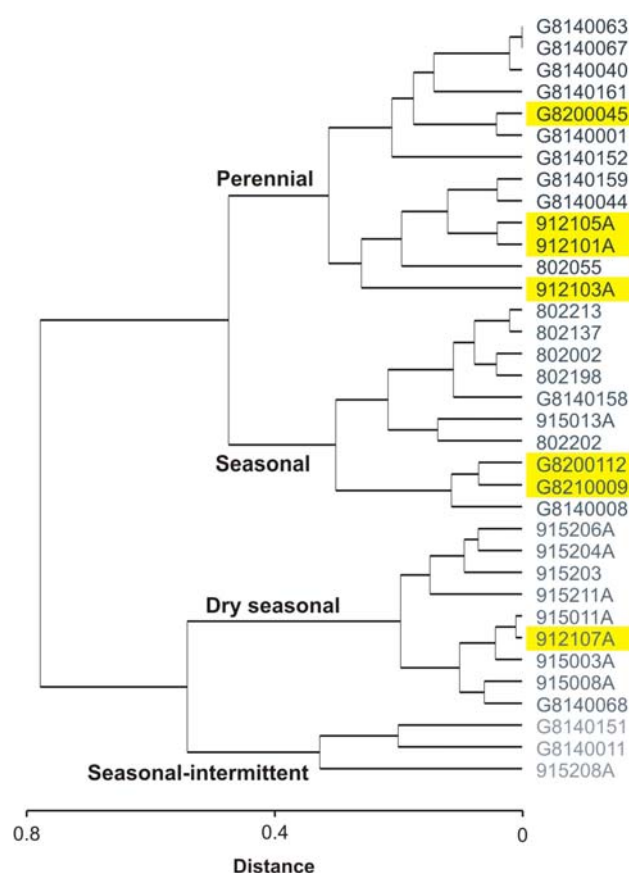 G8140063
G8140067
G8140040
G8140161
G8200045
G8140001
G8140152
G8140159
Perennial
G8140044
912105A
912101A
802055
912103A
802213
802137
802002
802198
G8140158
915013A
802202
Seasonal
G8200112
G8210009
G8140008
915206A
915204A
915203
915211A
Dry seasonal
915011A
912107A
915003A
915008A
G8140068
G8140151
G8140011
Seasonal-intermittent
915208A
0.8 0.4 0
Distance